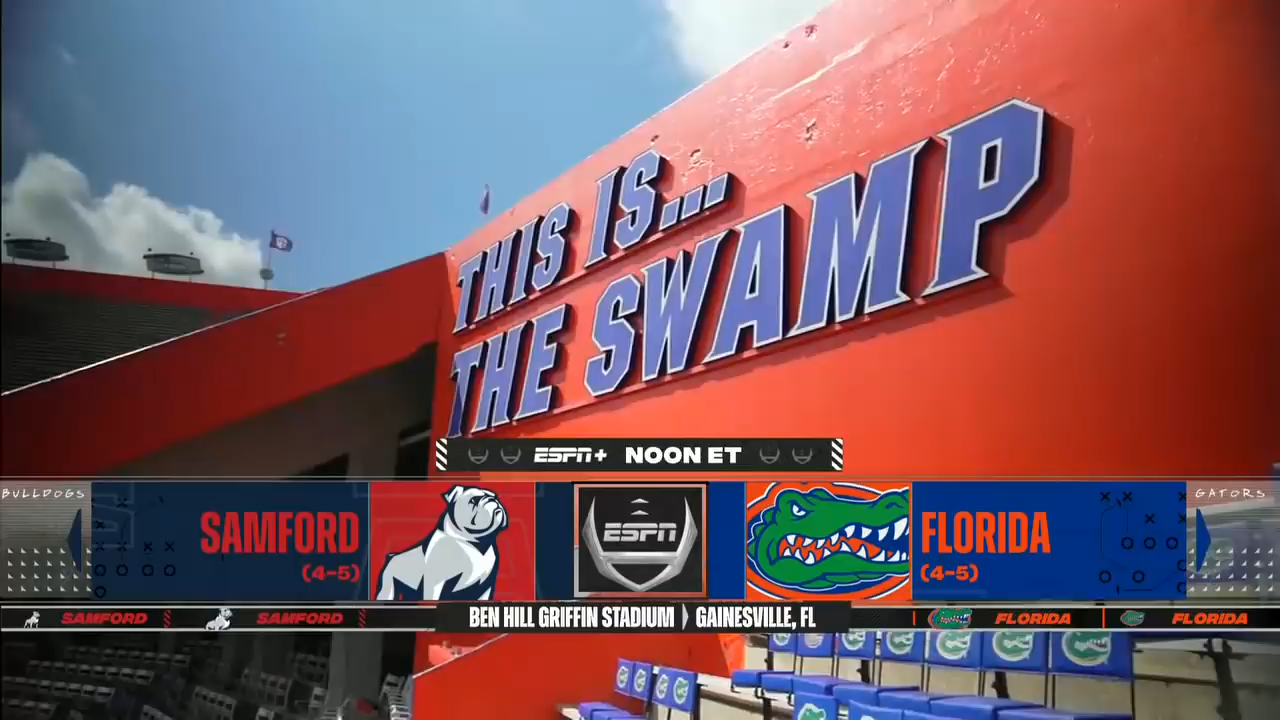 THIS IS...
THE SWAMP
ESPN+ NOON ET
BULLDOGS
SAMFORD
(4-5)
ESPN
FLORIDA
(4-5)
GATORS
SAMFORD SAMFORD
BEN HILL GRIFFIN STADIUM GAINESVILLE, FL
FLORIDA FLORIDA